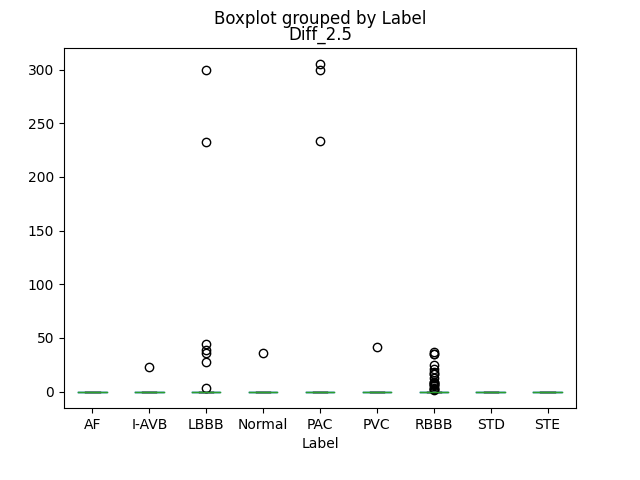 Boxplot grouped by Label
Diff_2.5
300
250
200
150
100
50
0
AF I-AVB LBBB Normal PAC PVC RBBB STD STE
Label